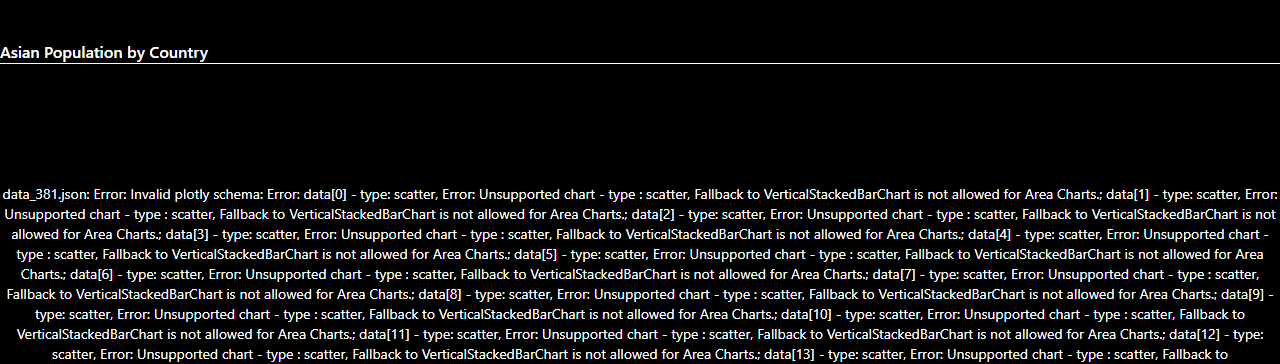 Asian Population by Country
data_381.json: Error: Invalid plotly schema: Error: data[0] - type: scatter, Error: Unsupported chart - type : scatter, Fallback to VerticalStackedBarChart is not allowed for Area Charts.; data[1] - type: scatter, Error:
Unsupported chart - type : scatter, Fallback to VerticalStackedBarChart is not allowed for Area Charts.; data[2] - type: scatter, Error: Unsupported chart - type : scatter, Fallback to VerticalStackedBarChart is not
allowed for Area Charts.; data[3] - type: scatter, Error: Unsupported chart - type : scatter, Fallback to VerticalStackedBarChart is not allowed for Area Charts.; data[4] - type: scatter, Error: Unsupported chart -
type : scatter, Fallback to VerticalStackedBarChart is not allowed for Area Charts.; data[5] - type: scatter, Error: Unsupported chart - type : scatter, Fallback to VerticalStackedBarChart is not allowed for Area
Charts.; data[6] - type: scatter, Error: Unsupported chart - type : scatter, Fallback to VerticalStackedBarChart is not allowed for Area Charts.; data[7] - type: scatter, Error: Unsupported chart - type : scatter,
Fallback to VerticalStackedBarChart is not allowed for Area Charts.; data[8] - type: scatter, Error: Unsupported chart - type : scatter, Fallback to VerticalStackedBarChart is not allowed for Area Charts.; data[9] -
type: scatter, Error: Unsupported chart - type : scatter, Fallback to VerticalStackedBarChart is not allowed for Area Charts.; data[10] - type: scatter, Error: Unsupported chart - type : scatter, Fallback to
VerticalStackedBarChart is not allowed for Area Charts.; data[11] - type: scatter, Error: Unsupported chart - type : scatter, Fallback to VerticalStackedBarChart is not allowed for Area Charts.; data[12] - type:
scatter, Error: Unsupported chart - type : scatter, Fallback to VerticalStackedBarChart is not allowed for Area Charts.; data[13] - type: scatter, Error: Unsupported chart - type : scatter, Fallback to